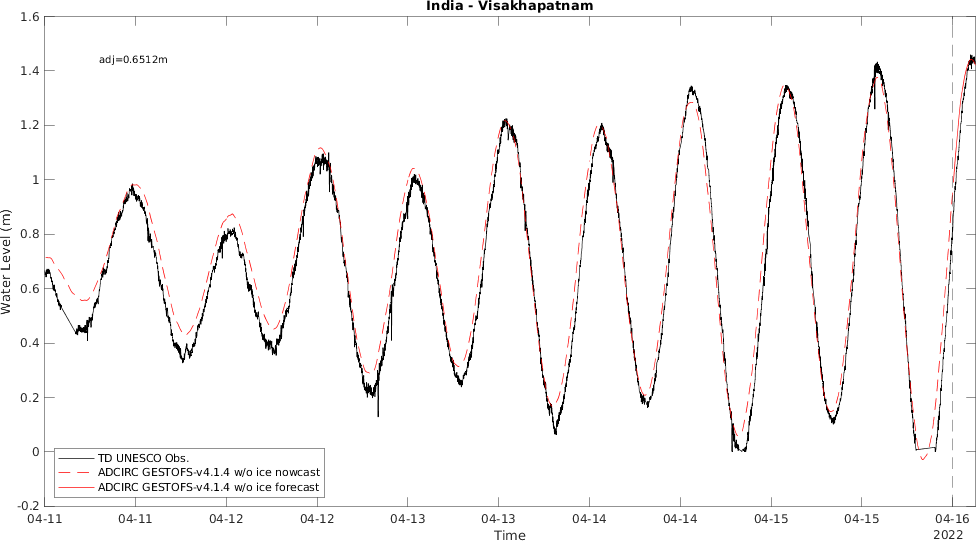 India - Visakhapatnam
adj=0.6512m
1.6
1.4
1.2
1
0.8
0.6
0.4
0.2
0
-0.2
Water Level (m)
TD UNESCO Obs.
ADCIRC GESTOFS-v4.1.4 w/o ice nowcast
ADCIRC GESTOFS-v4.1.4 w/o ice forecast
04-11 04-11 04-12 04-12 04-13 04-13 04-14 04-14 04-15 04-15 04-16
Time
2022